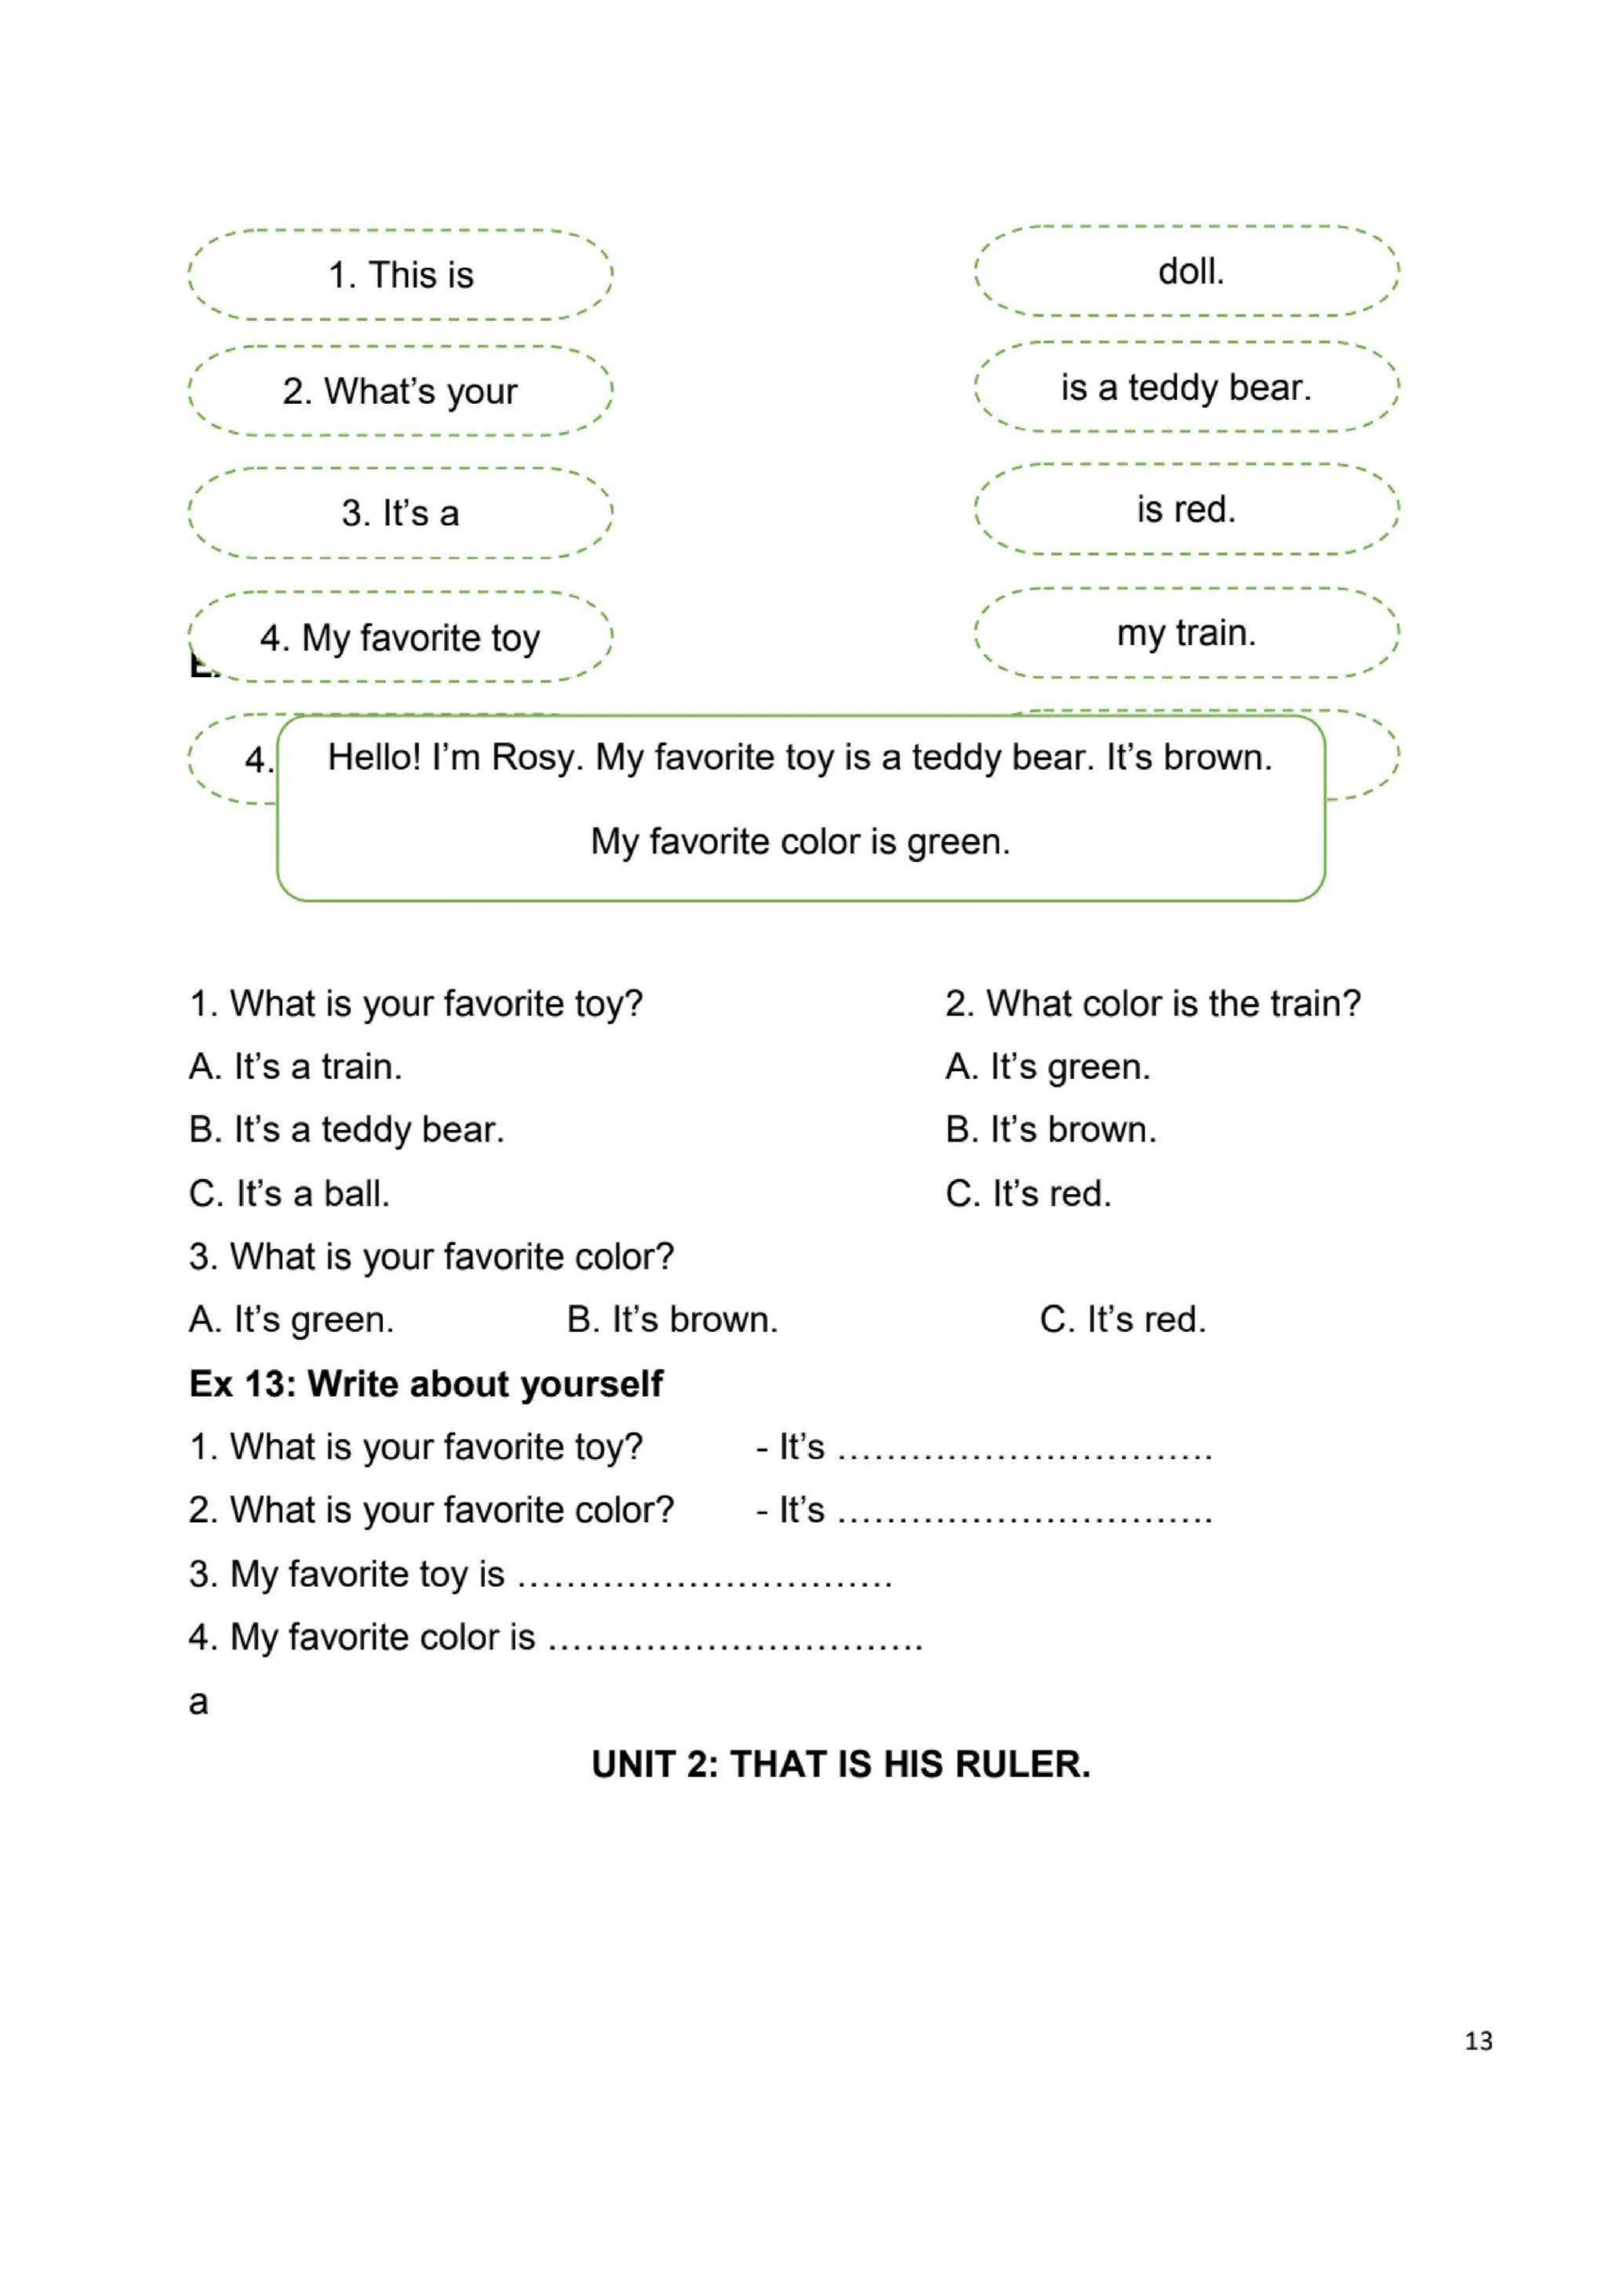 1. This is
doll.
2. What's your
is a teddy bear.
3. It's a
is red.
4. My favorite toy
my train.
4.
Hello! I'm Rosy. My favorite toy is a teddy bear. It's brown.
My favorite color is green.
1. What is your favorite toy?
2. What color is the train?
A. It's a train.
A. It's green.
B. It's a teddy bear.
B. It's brown.
C. It's a ball.
C. It's red.
3. What is your favorite color?
A. It's green. B. It's brown. C. It's red.
Ex 13: Write about yourself
1. What is your favorite toy? - It's …………………………
2. What is your favorite color? - It's …………………………
3. My favorite toy is …………………………
4. My favorite color is …………………………
a
UNIT 2: THAT IS HIS RULER.
13